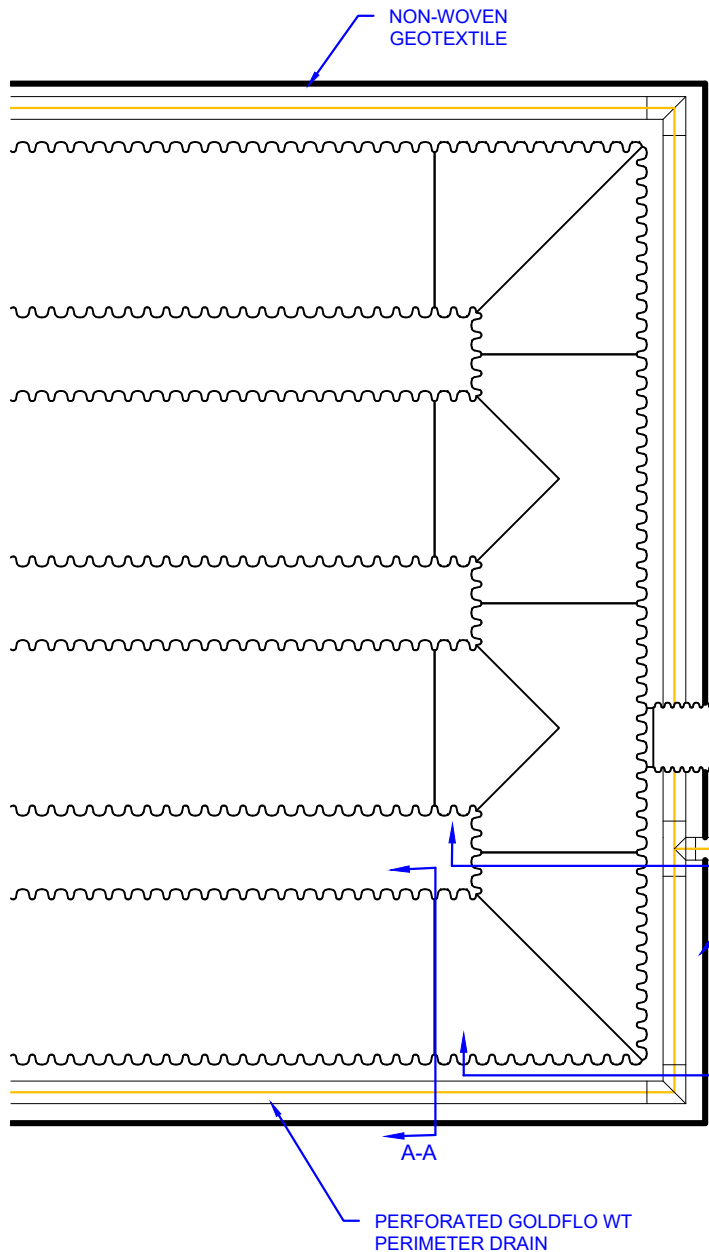 NON-WOVEN
GEOTEXTILE
A-A
PERFORATED GOLDFLO WT
PERIMETER DRAIN